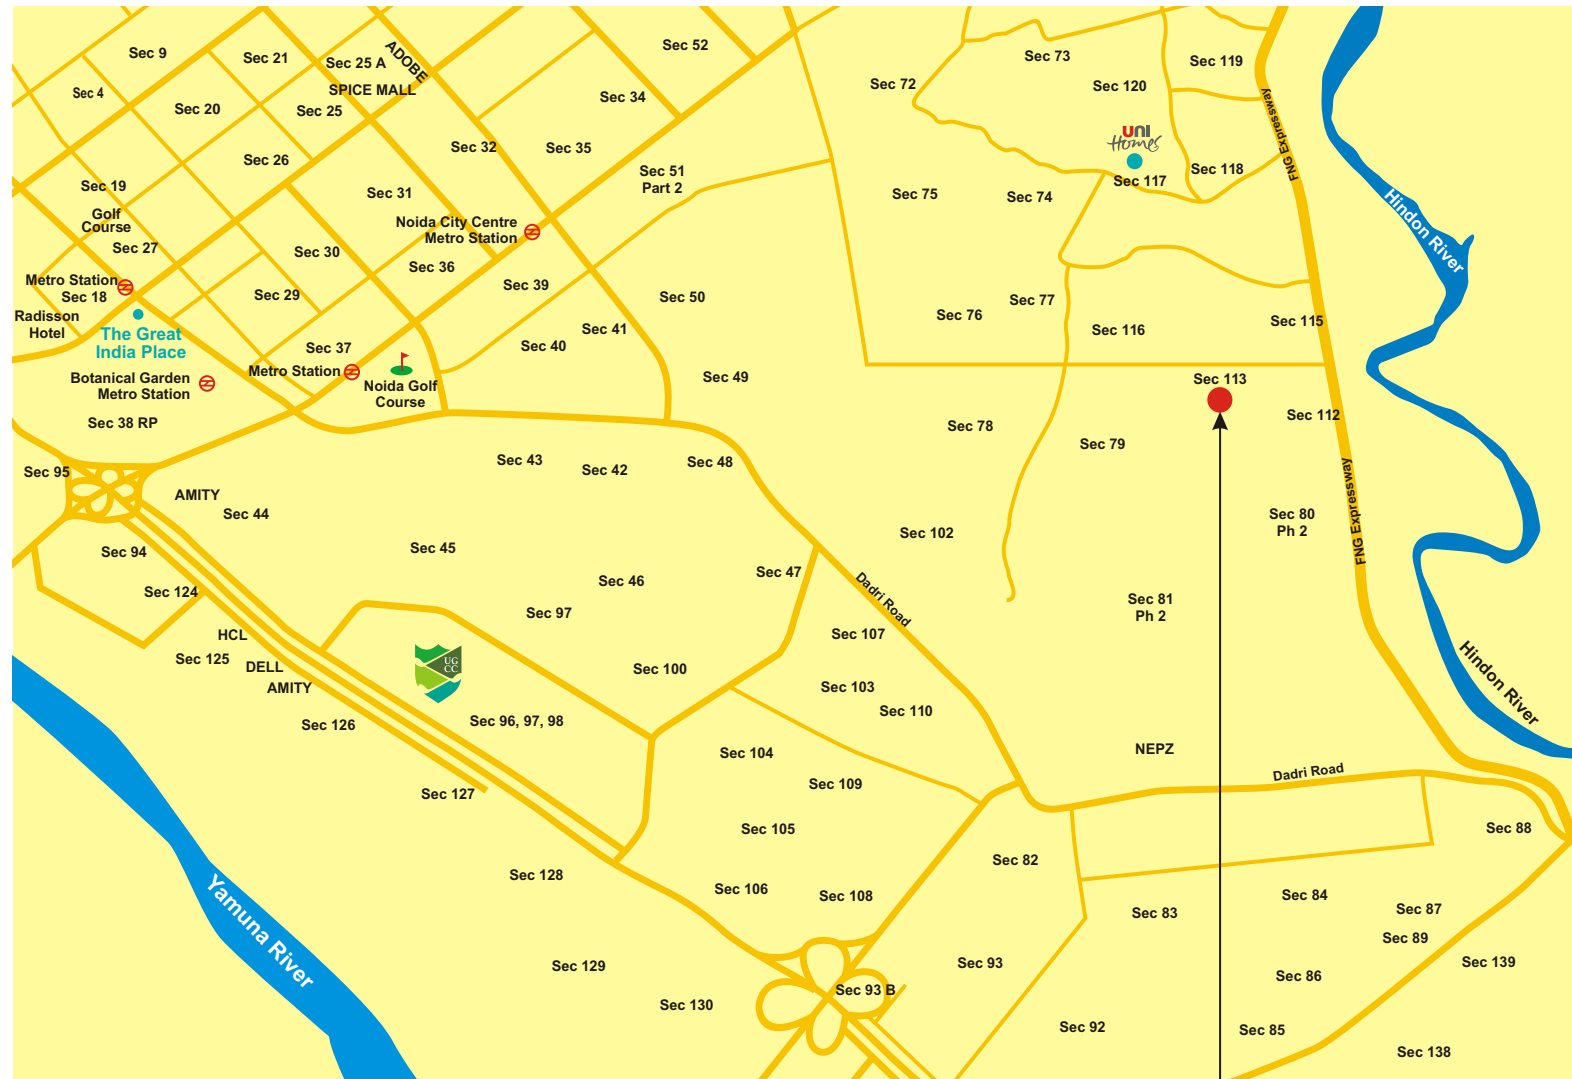 Sec 9
Sec 21
Sec 25 A
ADOBE
Sec 52
Sec 73
Sec 119
Sec 4
Sec 20
SPICE MALL
Sec 25
Sec 34
Sec 72
Sec 120
FNG Expressway
Sec 26
Sec 32
Sec 35
UNI
Homes
Sec 117
Sec 118
Sec 19
Golf
Course
Sec 27
Sec 31
Sec 51
Part 2
Sec 75
Sec 74
Hindon River
Noida City Centre
Metro Station
Sec 30
Sec 36
Metro Station
Sec 18
Sec 29
Sec 39
Sec 50
Sec 77
Sec 76
Sec 116
Sec 115
Radisson
Hotel
The Great
India Place
Sec 37
Sec 40
Sec 41
Metro Station
Botanical Garden
Metro Station
Noida Golf
Course
Sec 49
Sec 113
Sec 112
Sec 38 RP
Sec 78
Sec 79
Sec 95
Sec 43
Sec 42
Sec 48
FNG Expressway
AMITY
Sec 44
Sec 80
Ph 2
Sec 102
Sec 94
Sec 45
Sec 46
Sec 47
Dadri Road
Sec 124
Sec 97
Sec 81
Ph 2
HCL
Sec 107
Sec 125
DELL
AMITY
UG
CC
Sec 100
Sec 103
Sec 110
Hindon River
Sec 126
Sec 96, 97, 98
Sec 104
NEPZ
Dadri Road
Sec 127
Sec 109
Sec 105
Sec 88
Sec 128
Sec 82
Sec 106
Sec 108
Sec 84
Sec 83
Sec 87
Yamuna River
Sec 89
Sec 129
Sec 93
Sec 139
Sec 86
Sec 93 B
Sec 130
Sec 92
Sec 85
Sec 138